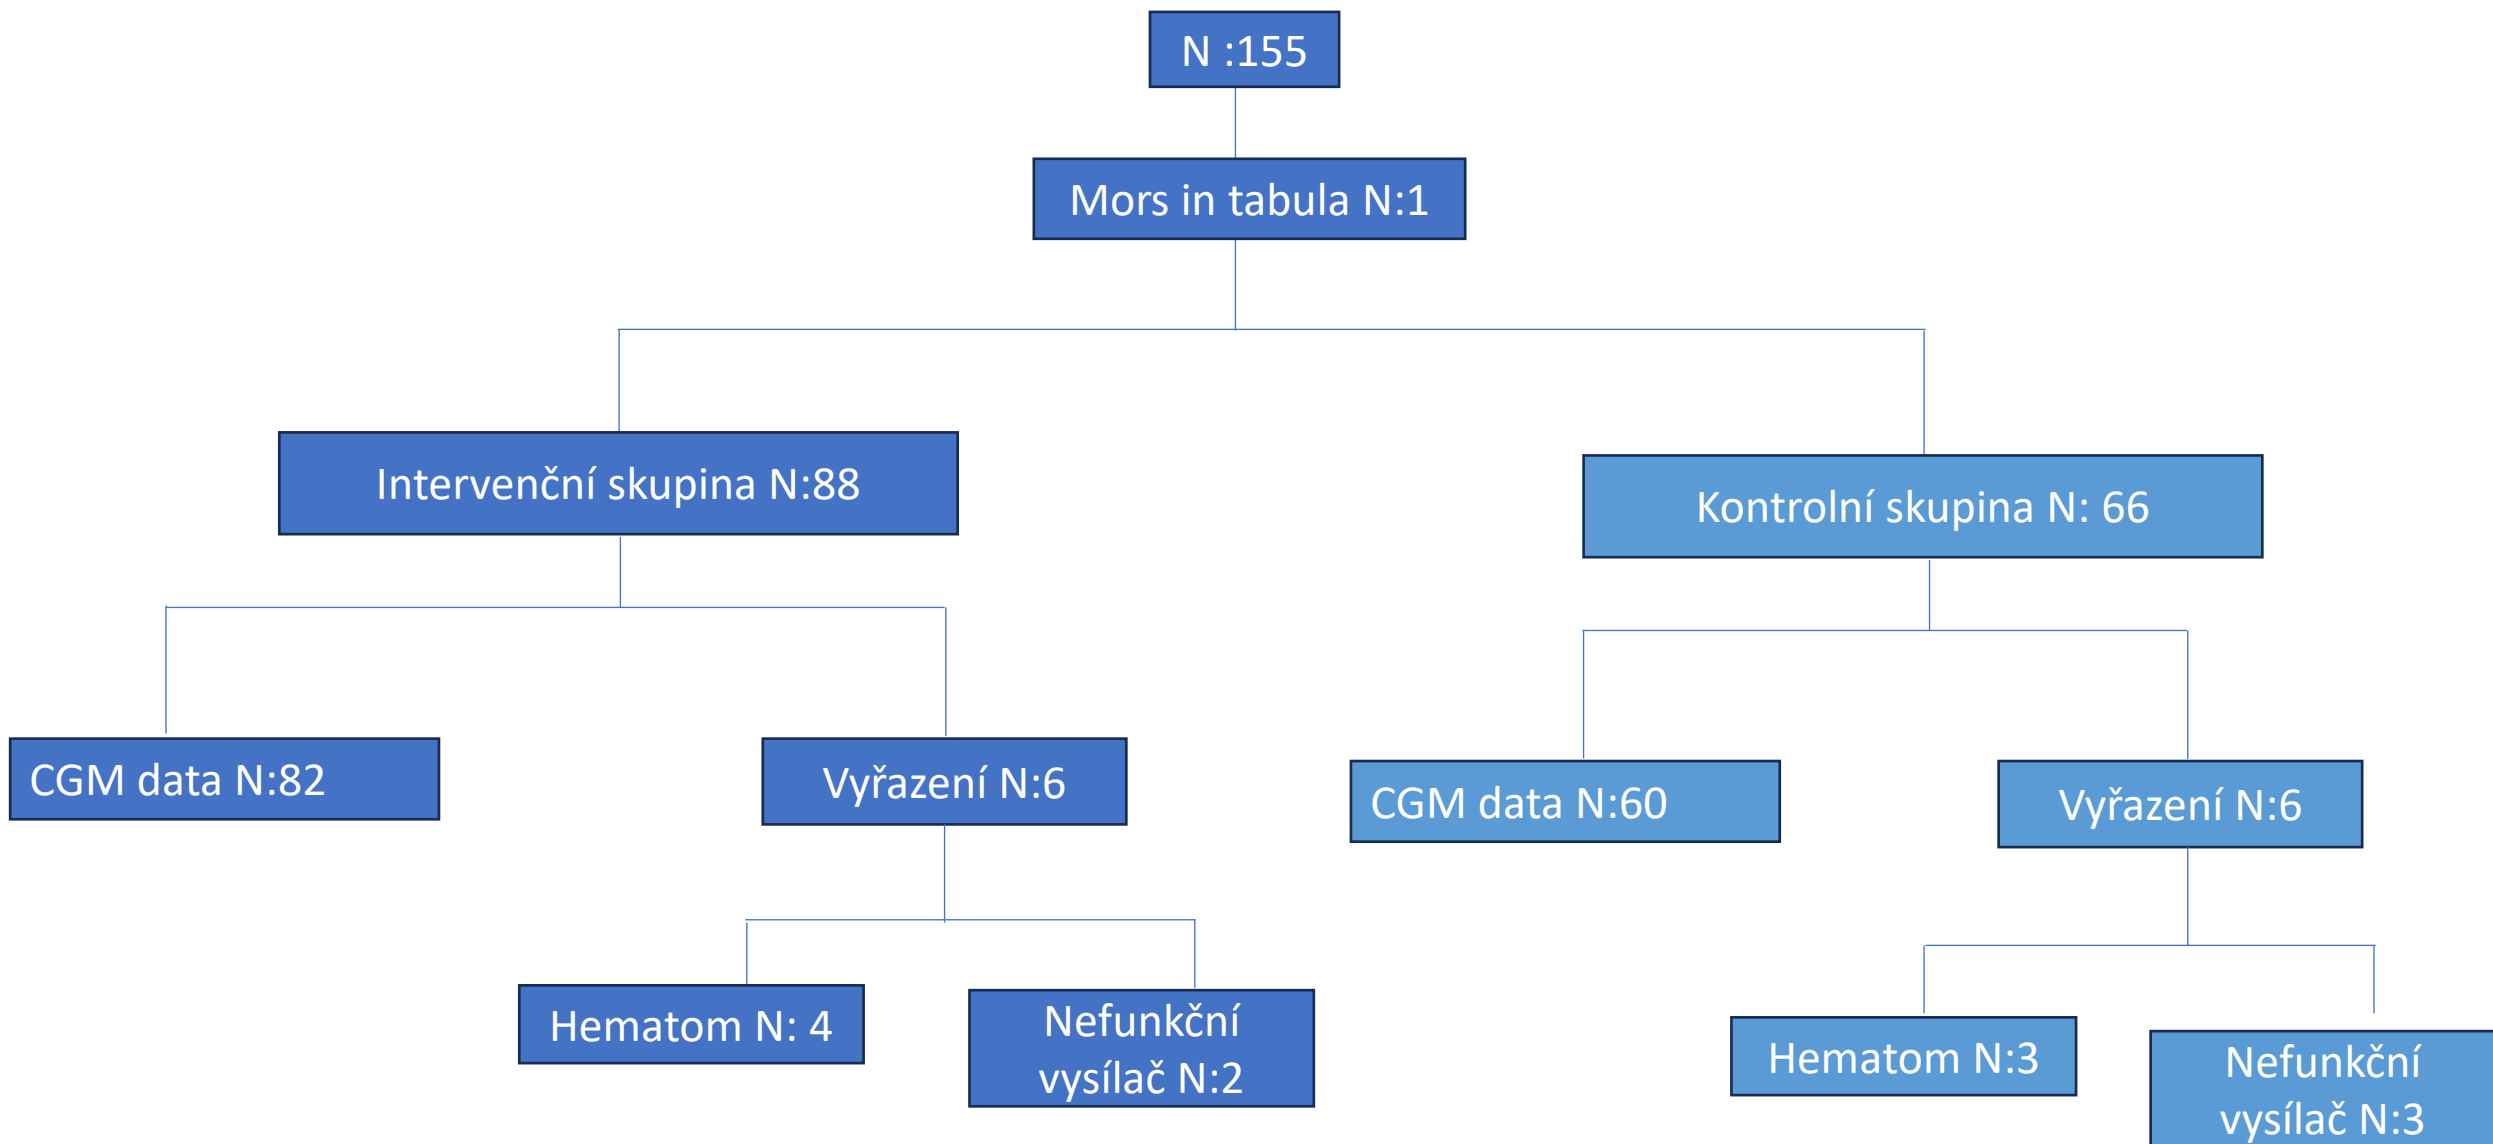 N :155
Mors in tabula N:1
Intervenční skupina N:88
Kontrolní skupina N: 66
CGM data N:82
Vyřazení N:6
CGM data N:60
Vyřazení N:6
Hematom N: 4
Nefunkční
vysílač N:2
Hematom N:3
Nefunkční
vysílač N:3